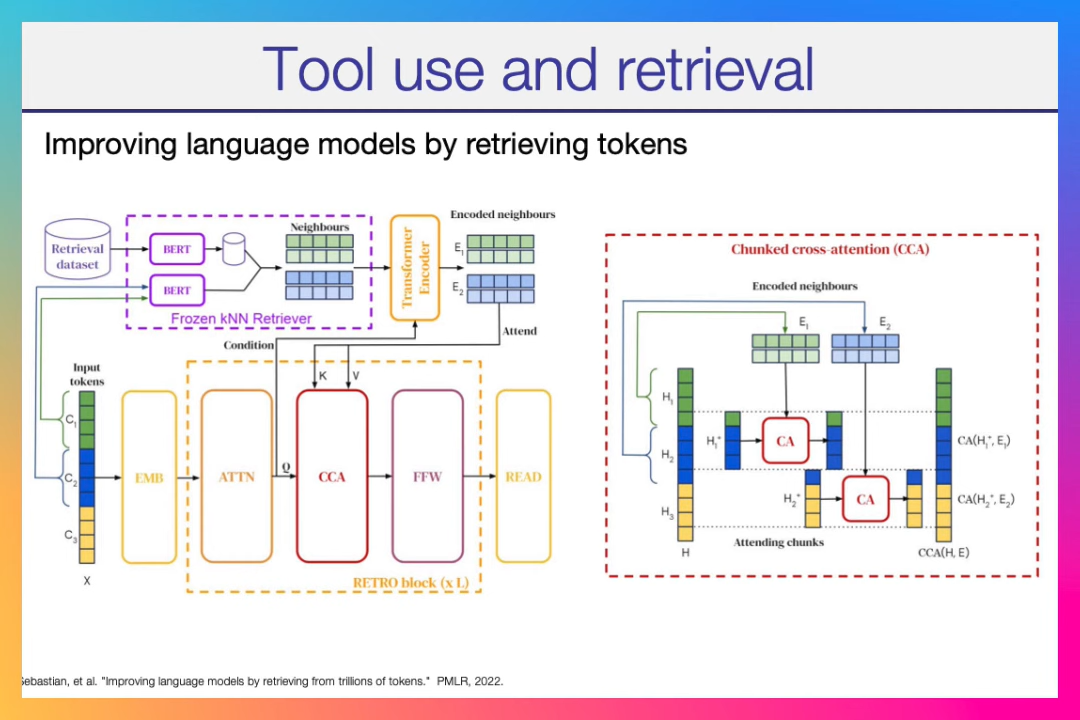 Tool use and retrieval
Improving language models by retrieving tokens
Retrieval
dataset
BERT
BERT
Neighbours
Frozen kNN Retriever
Transformer
Encoder
Encoded neighbours
E₁
E₂
Condition
Attend
Input
tokens
C₁
C₂
C₃
X
EMB
ATTN
Q
K
V
CCA
FFW
READ
RETRO block (x L)
Chunked cross-attention (CCA)
Encoded neighbours
E₁
E₂
H₁
H₂
H₃
H
H₁⁺
CA
H₂⁺
CA
Attending chunks
CA(H₁⁺, E₁)
CA(H₂⁺, E₂)
CCA(H, E)
Sebastian, et al. "Improving language models by retrieving from trillions of tokens." PMLR, 2022.